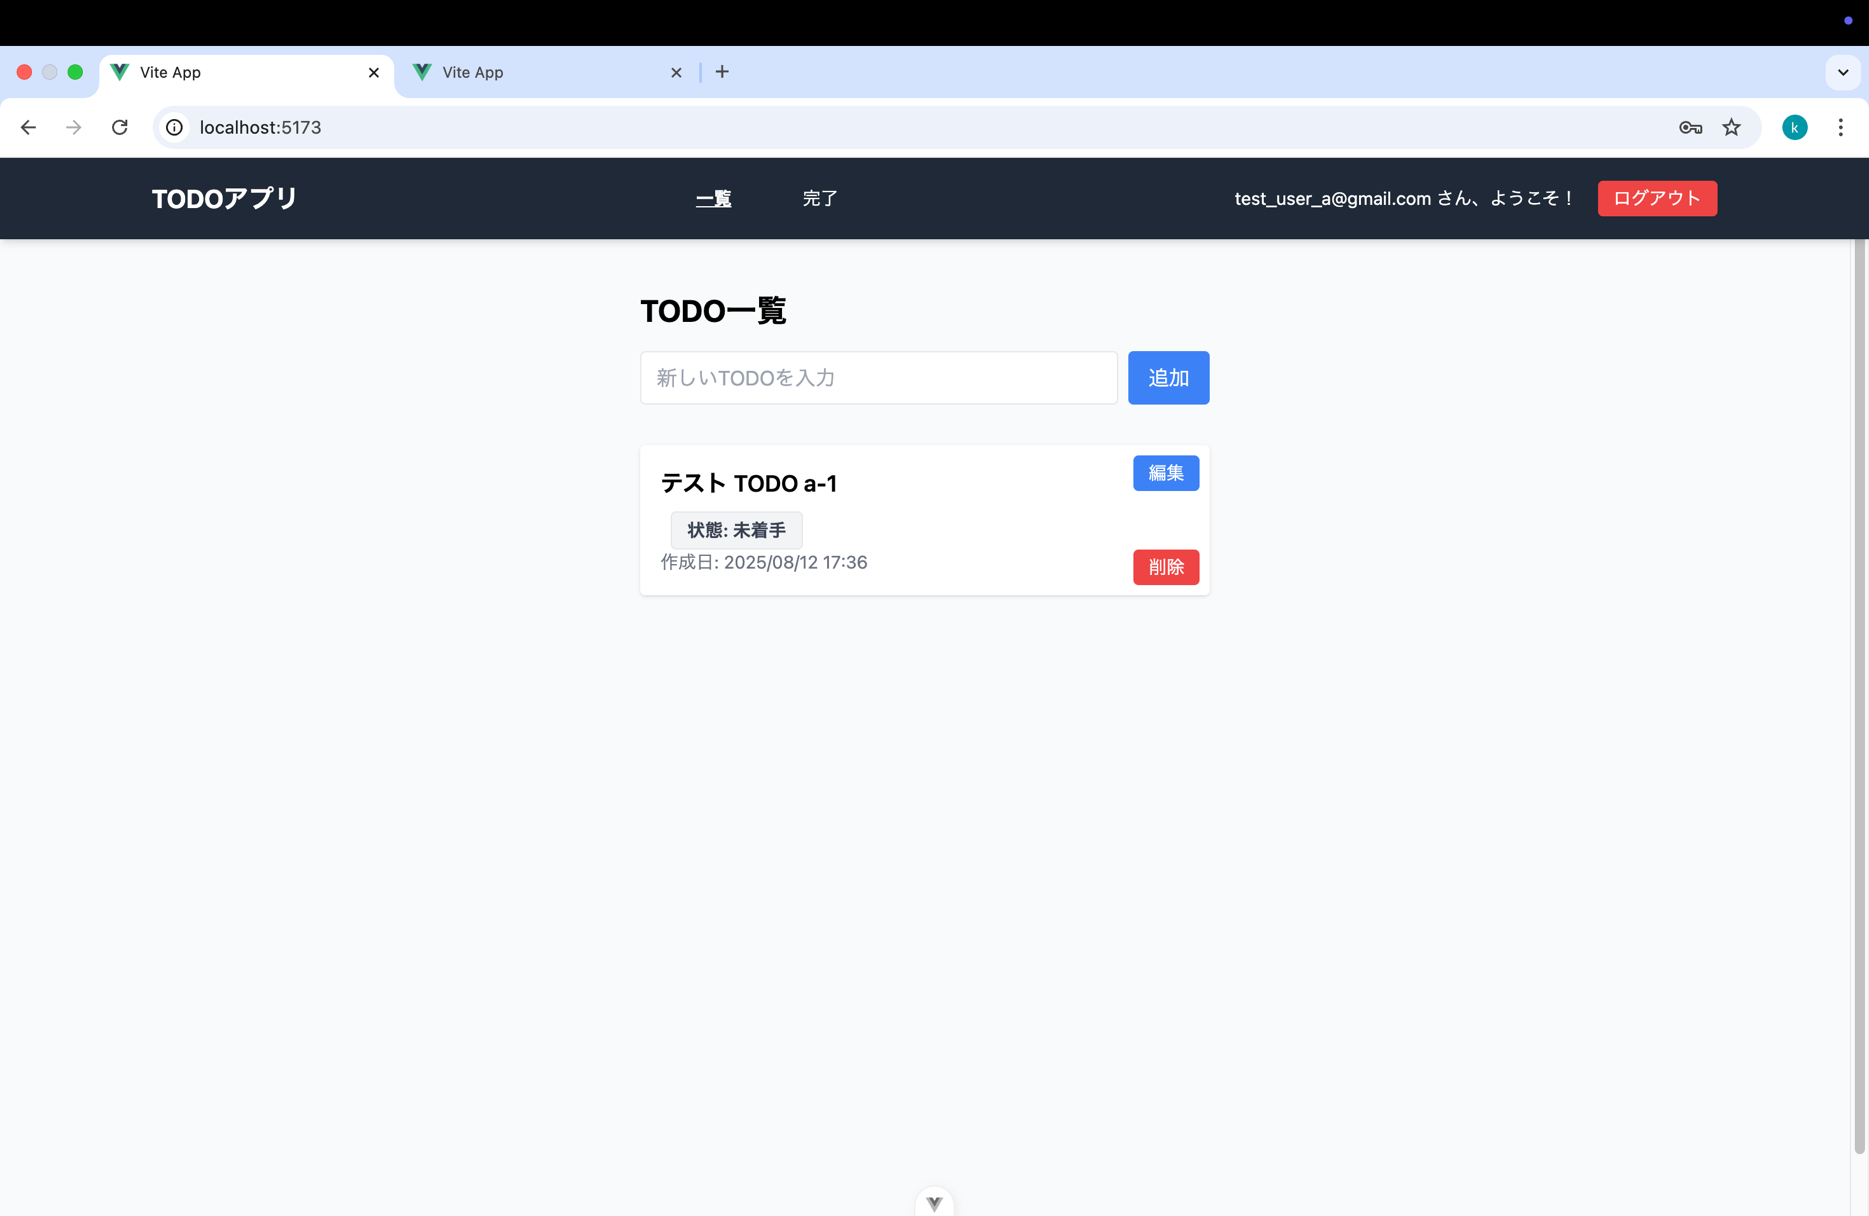 Vite App
Vite App
localhost:5173
k
TODOアプリ
一覧
完了
test_user_a@gmail.com さん、ようこそ！
ログアウト
TODO一覧
新しいTODOを入力
追加
テスト TODO a-1
編集
状態: 未着手
作成日: 2025/08/12 17:36
削除